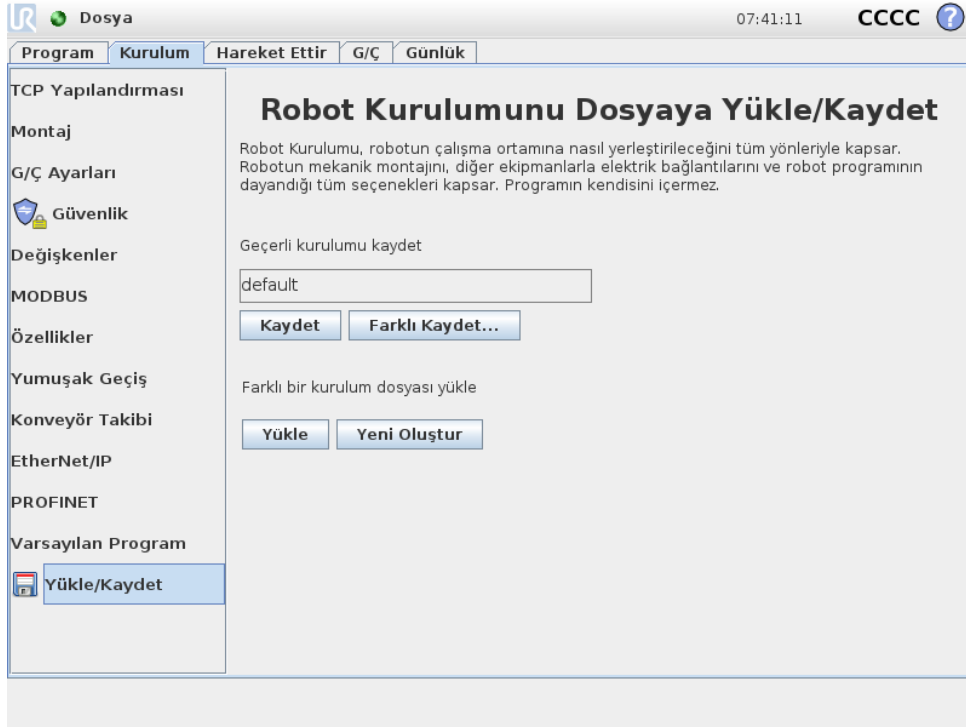 UR Dosya 07:41:11 CCCC ?
Program Kurulum Hareket Ettir G/Ç Günlük
TCP Yapılandırması
Montaj
G/Ç Ayarları
Güvenlik
Değişkenler
MODBUS
Özellikler
Yumuşak Geçiş
Konveyör Takibi
EtherNet/IP
PROFINET
Varsayılan Program
Yükle/Kaydet
Robot Kurulumunu Dosyaya Yükle/Kaydet
Robot Kurulumu, robotun çalışma ortamına nasıl yerleştirileceğini tüm yönleriyle kapsar.
Robotun mekanik montajını, diğer ekipmanlarla elektrik bağlantılarını ve robot programının
dayandığı tüm seçenekleri kapsar. Programın kendisini içermez.
Geçerli kurulumu kaydet
default
Kaydet Farklı Kaydet...
Farklı bir kurulum dosyası yükle
Yükle Yeni Oluştur